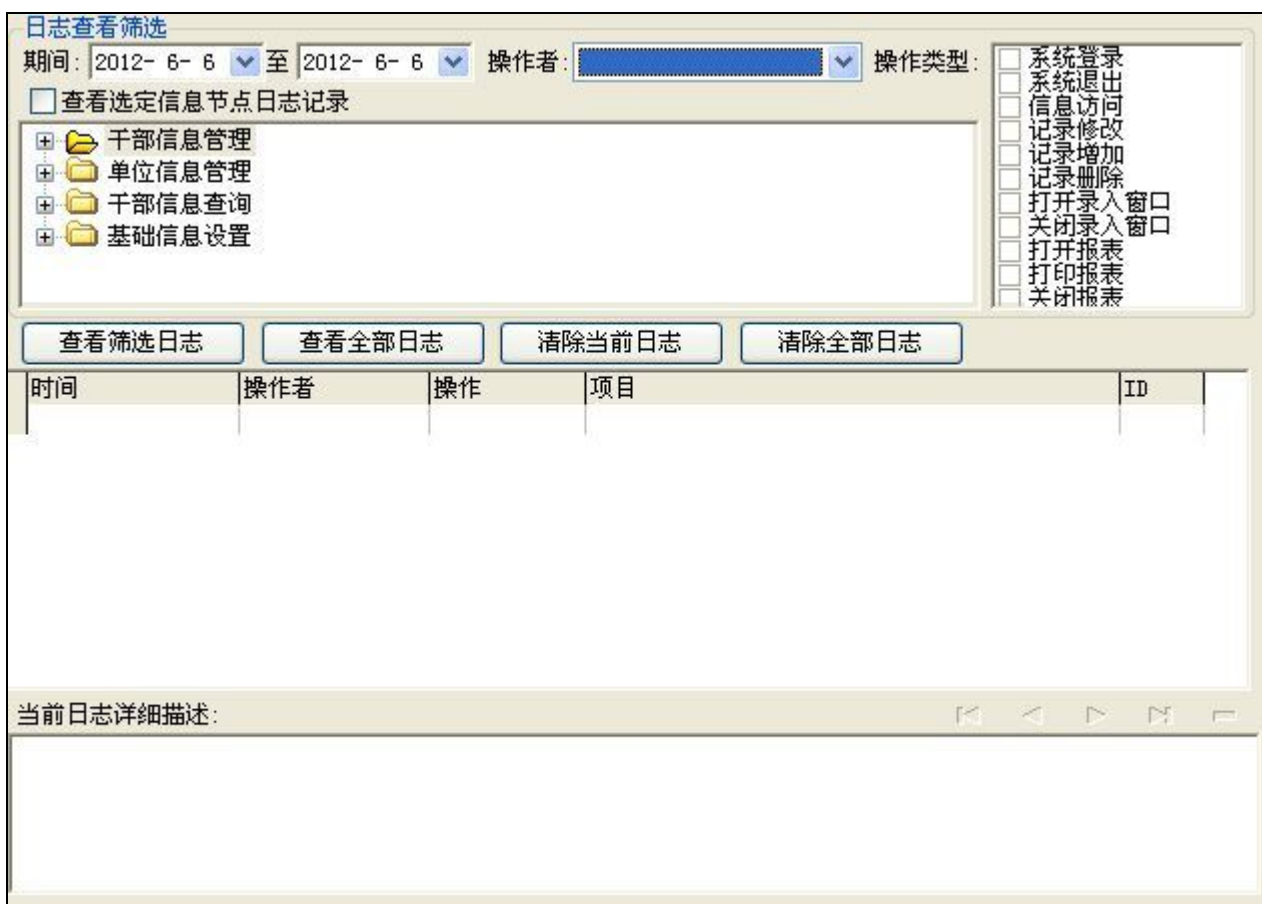 日志查看筛选
期间: 2012- 6- 6 至 2012- 6- 6 操作者: 操作类型:
系统登录
系统退出
信息访问
记录修改
记录增加
记录删除
打开录入窗口
关闭录入窗口
打开报表
打印报表
关闭报表
查看选定信息节点日志记录
干部信息管理
单位信息管理
干部信息查询
基础信息设置
查看筛选日志 查看全部日志 清除当前日志 清除全部日志
时间 操作者 操作 项目 ID
当前日志详细描述: